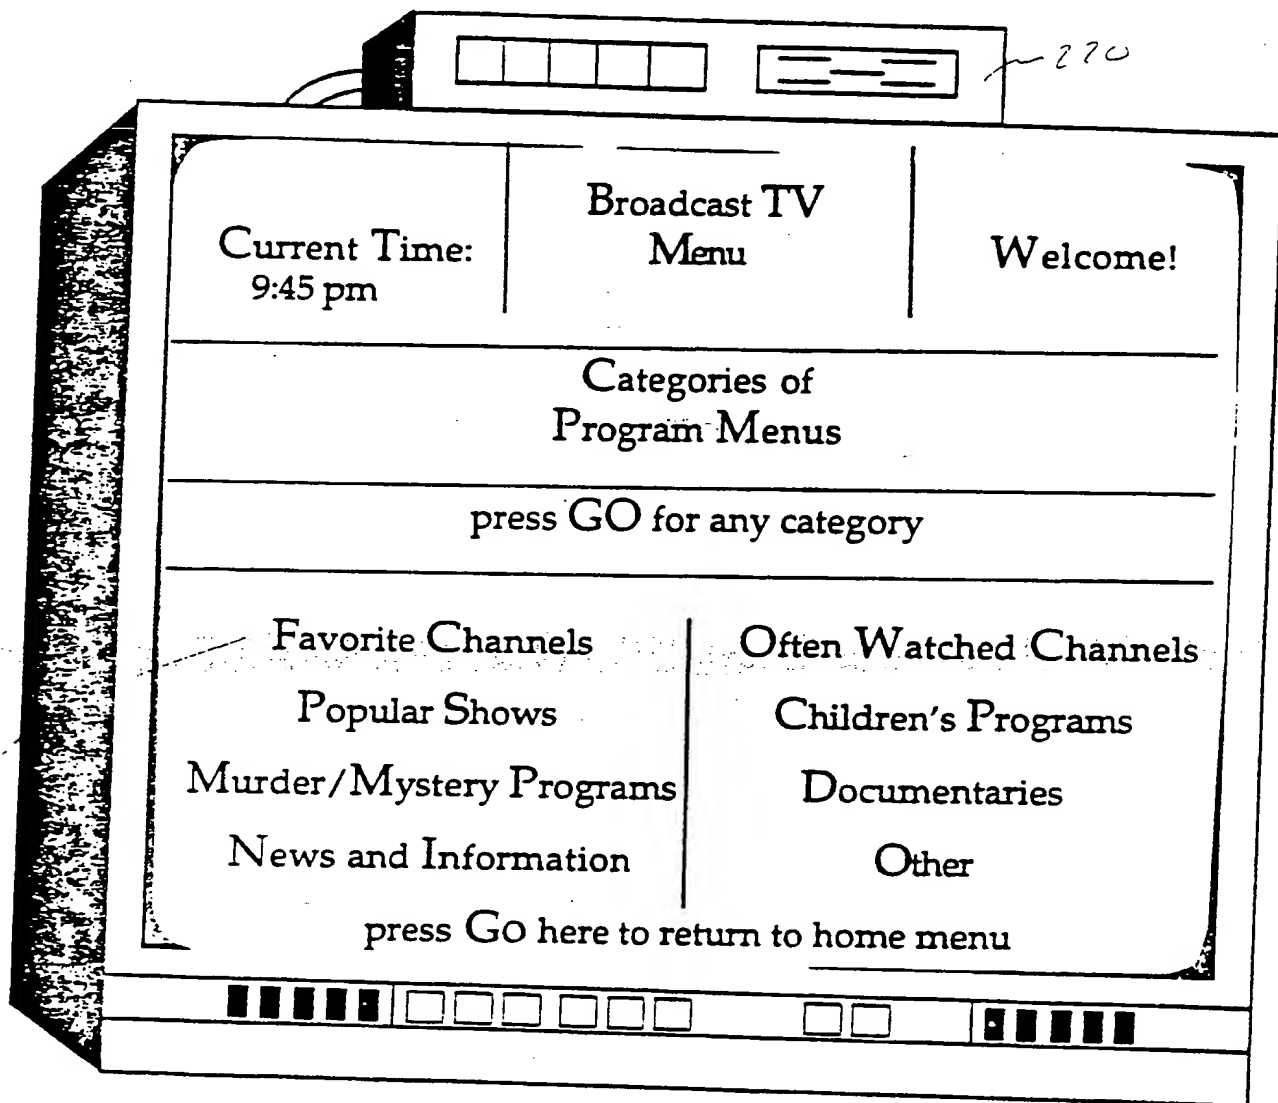 220
Broadcast TV
Menu
Current Time:
9:45 pm
Welcome!
Categories of
Program Menus
press GO for any category
Favorite Channels
Often Watched Channels
Popular Shows
Children's Programs
Murder/Mystery Programs
Documentaries
News and Information
Other
press Go here to return to home menu